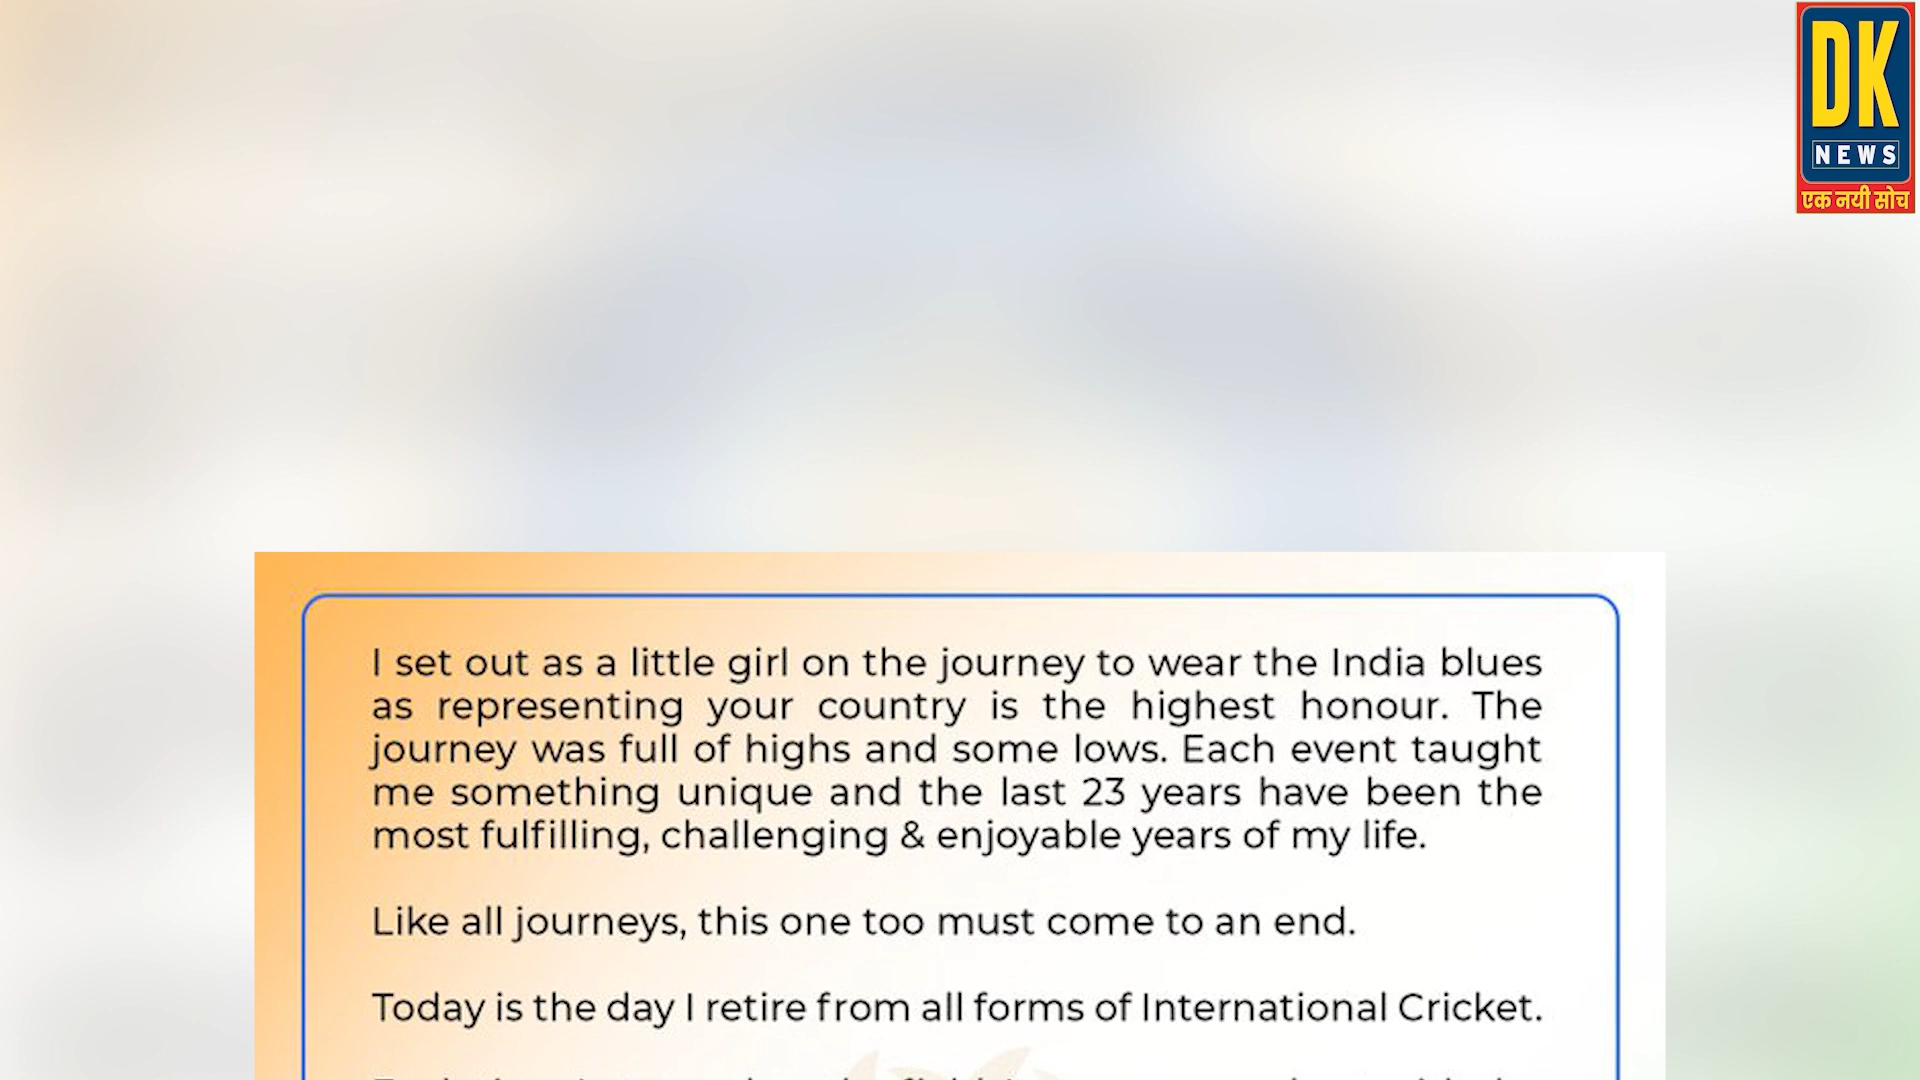 DK
NEWS
एक नयी सोच
I set out as a little girl on the journey to wear the India blues
as representing your country is the highest honour. The
journey was full of highs and some lows. Each event taught
me something unique and the last 23 years have been the
most fulfilling, challenging & enjoyable years of my life.
Like all journeys, this one too must come to an end.
Today is the day I retire from all forms of International Cricket.